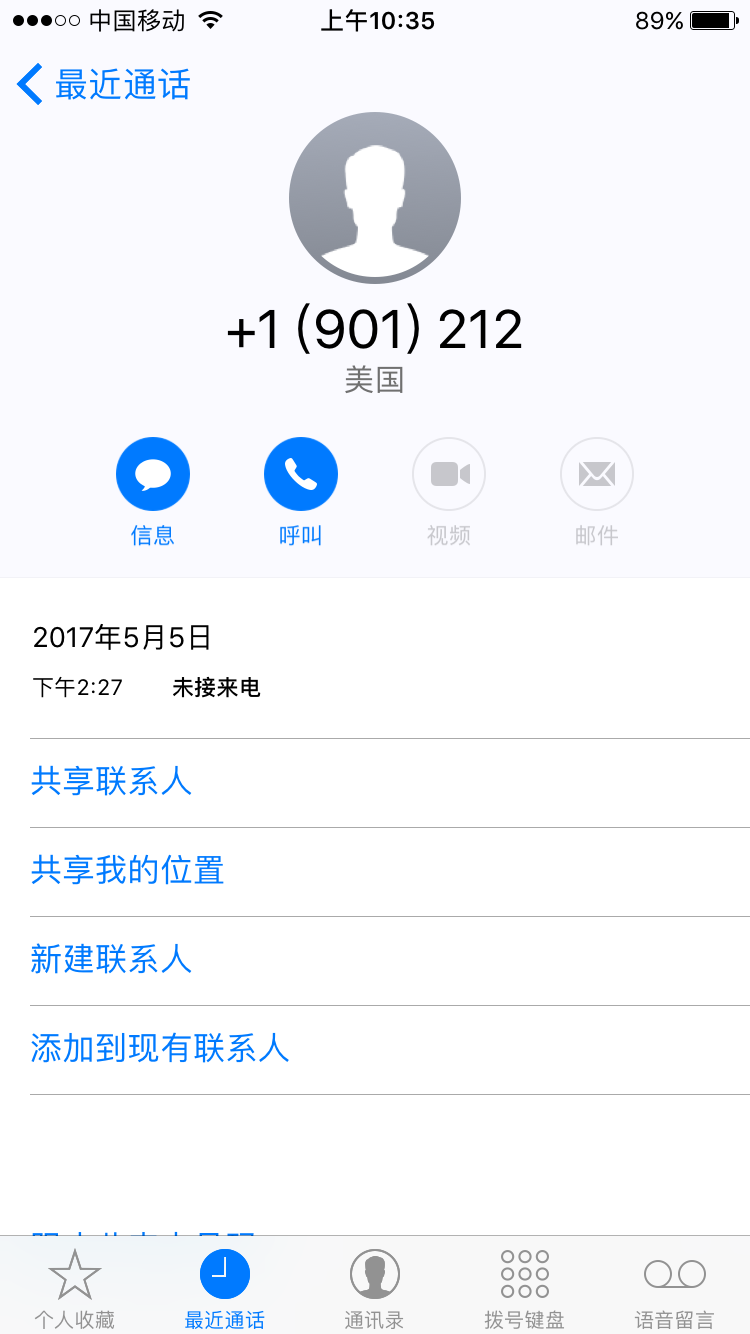 中国移动 上午10:35 89%
最近通话
+1 (901) 212
美国
信息 呼叫 视频 邮件
2017年5月5日
下午2:27 未接来电
共享联系人
共享我的位置
新建联系人
添加到现有联系人
个人收藏 最近通话 通讯录 拨号键盘 语音留言